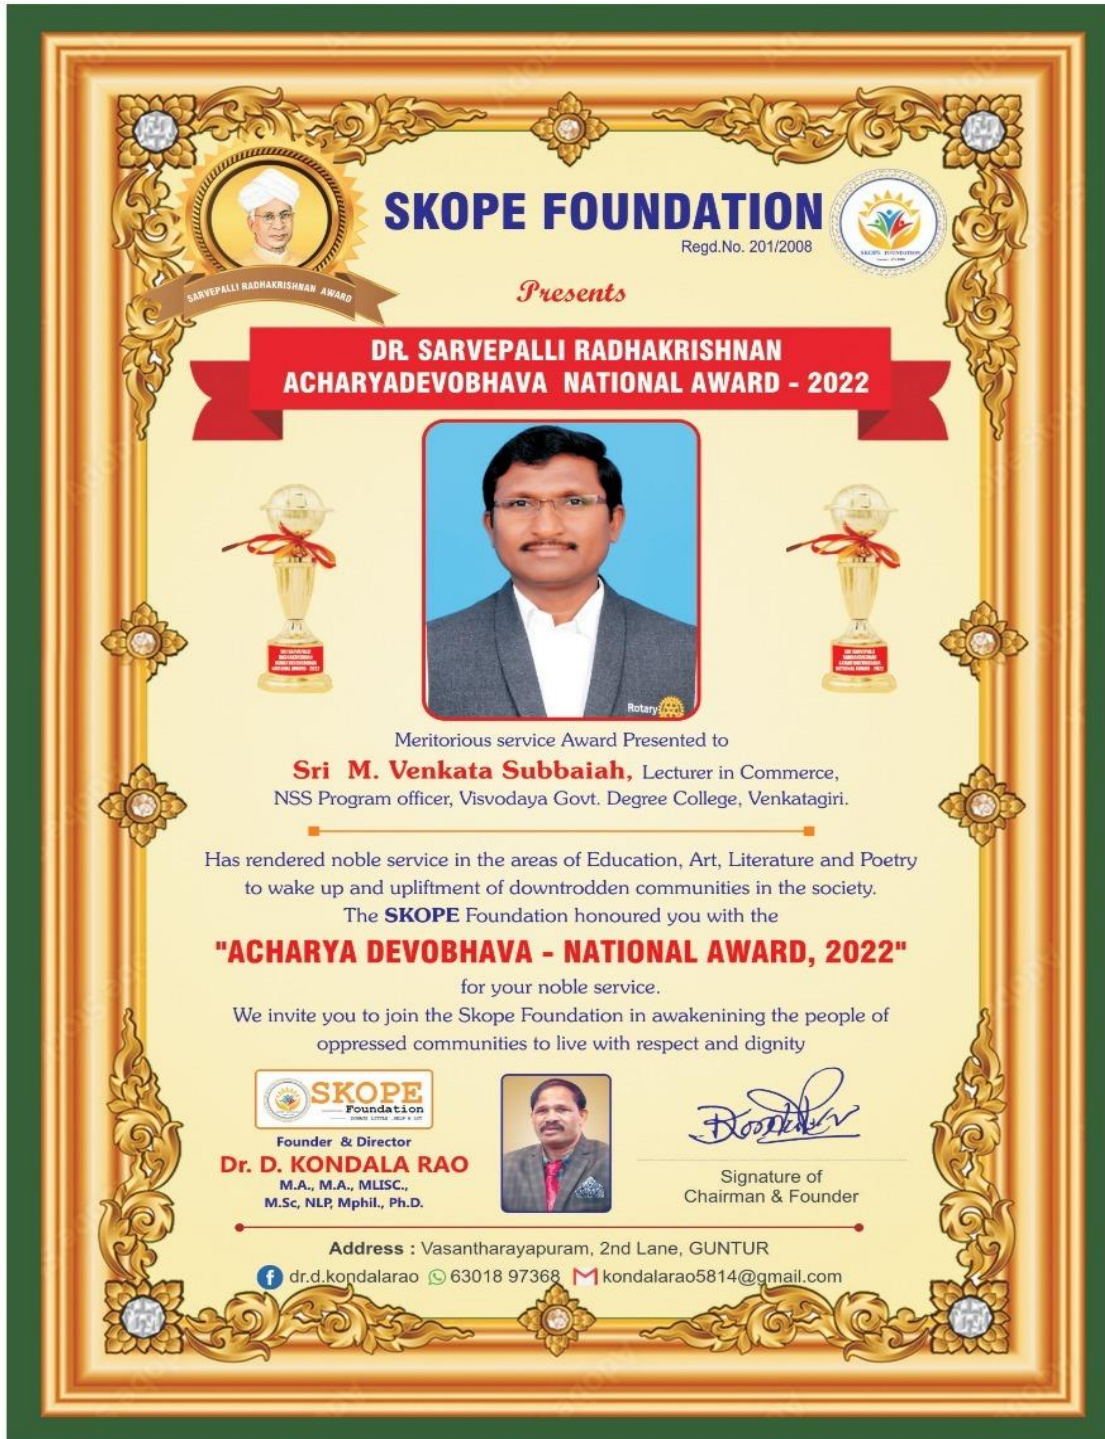 SKOPE FOUNDATION
Regd.No. 201/2008
SARVEPALLI RADHAKRISHNAN AWARD
SKOPE FOUNDATION
Presents
DR. SARVEPALLI RADHAKRISHNAN
ACHARYADEVOBHAVA NATIONAL AWARD - 2022
Rotary
Meritorious service Award Presented to
Sri M. Venkata Subbaiah, Lecturer in Commerce,
NSS Program officer, Visvodaya Govt. Degree College, Venkatagiri.
Has rendered noble service in the areas of Education, Art, Literature and Poetry
to wake up and upliftment of downtrodden communities in the society.
The SKOPE Foundation honoured you with the
"ACHARYA DEVOBHAVA - NATIONAL AWARD, 2022"
for your noble service.
We invite you to join the Skope Foundation in awakenining the people of
oppressed communities to live with respect and dignity
SKOPE
Foundation
Founder & Director
Dr. D. KONDALA RAO
M.A., M.A., MLISC.,
M.Sc, NLP, Mphil., Ph.D.
Signature of
Chairman & Founder
Address : Vasantharayapuram, 2nd Lane, GUNTUR
dr.d.kondalarao 63018 97368 kondalarao5814@gmail.com